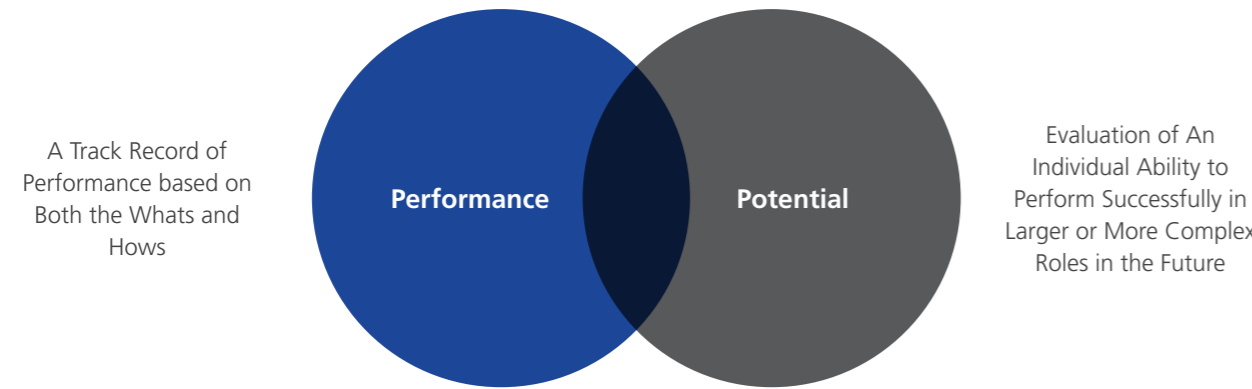 A Track Record of
Performance based on
Both the Whats and
Hows
Performance
Potential
Evaluation of An
Individual Ability to
Perform Successfully in
Larger or More Complex
Roles in the Future